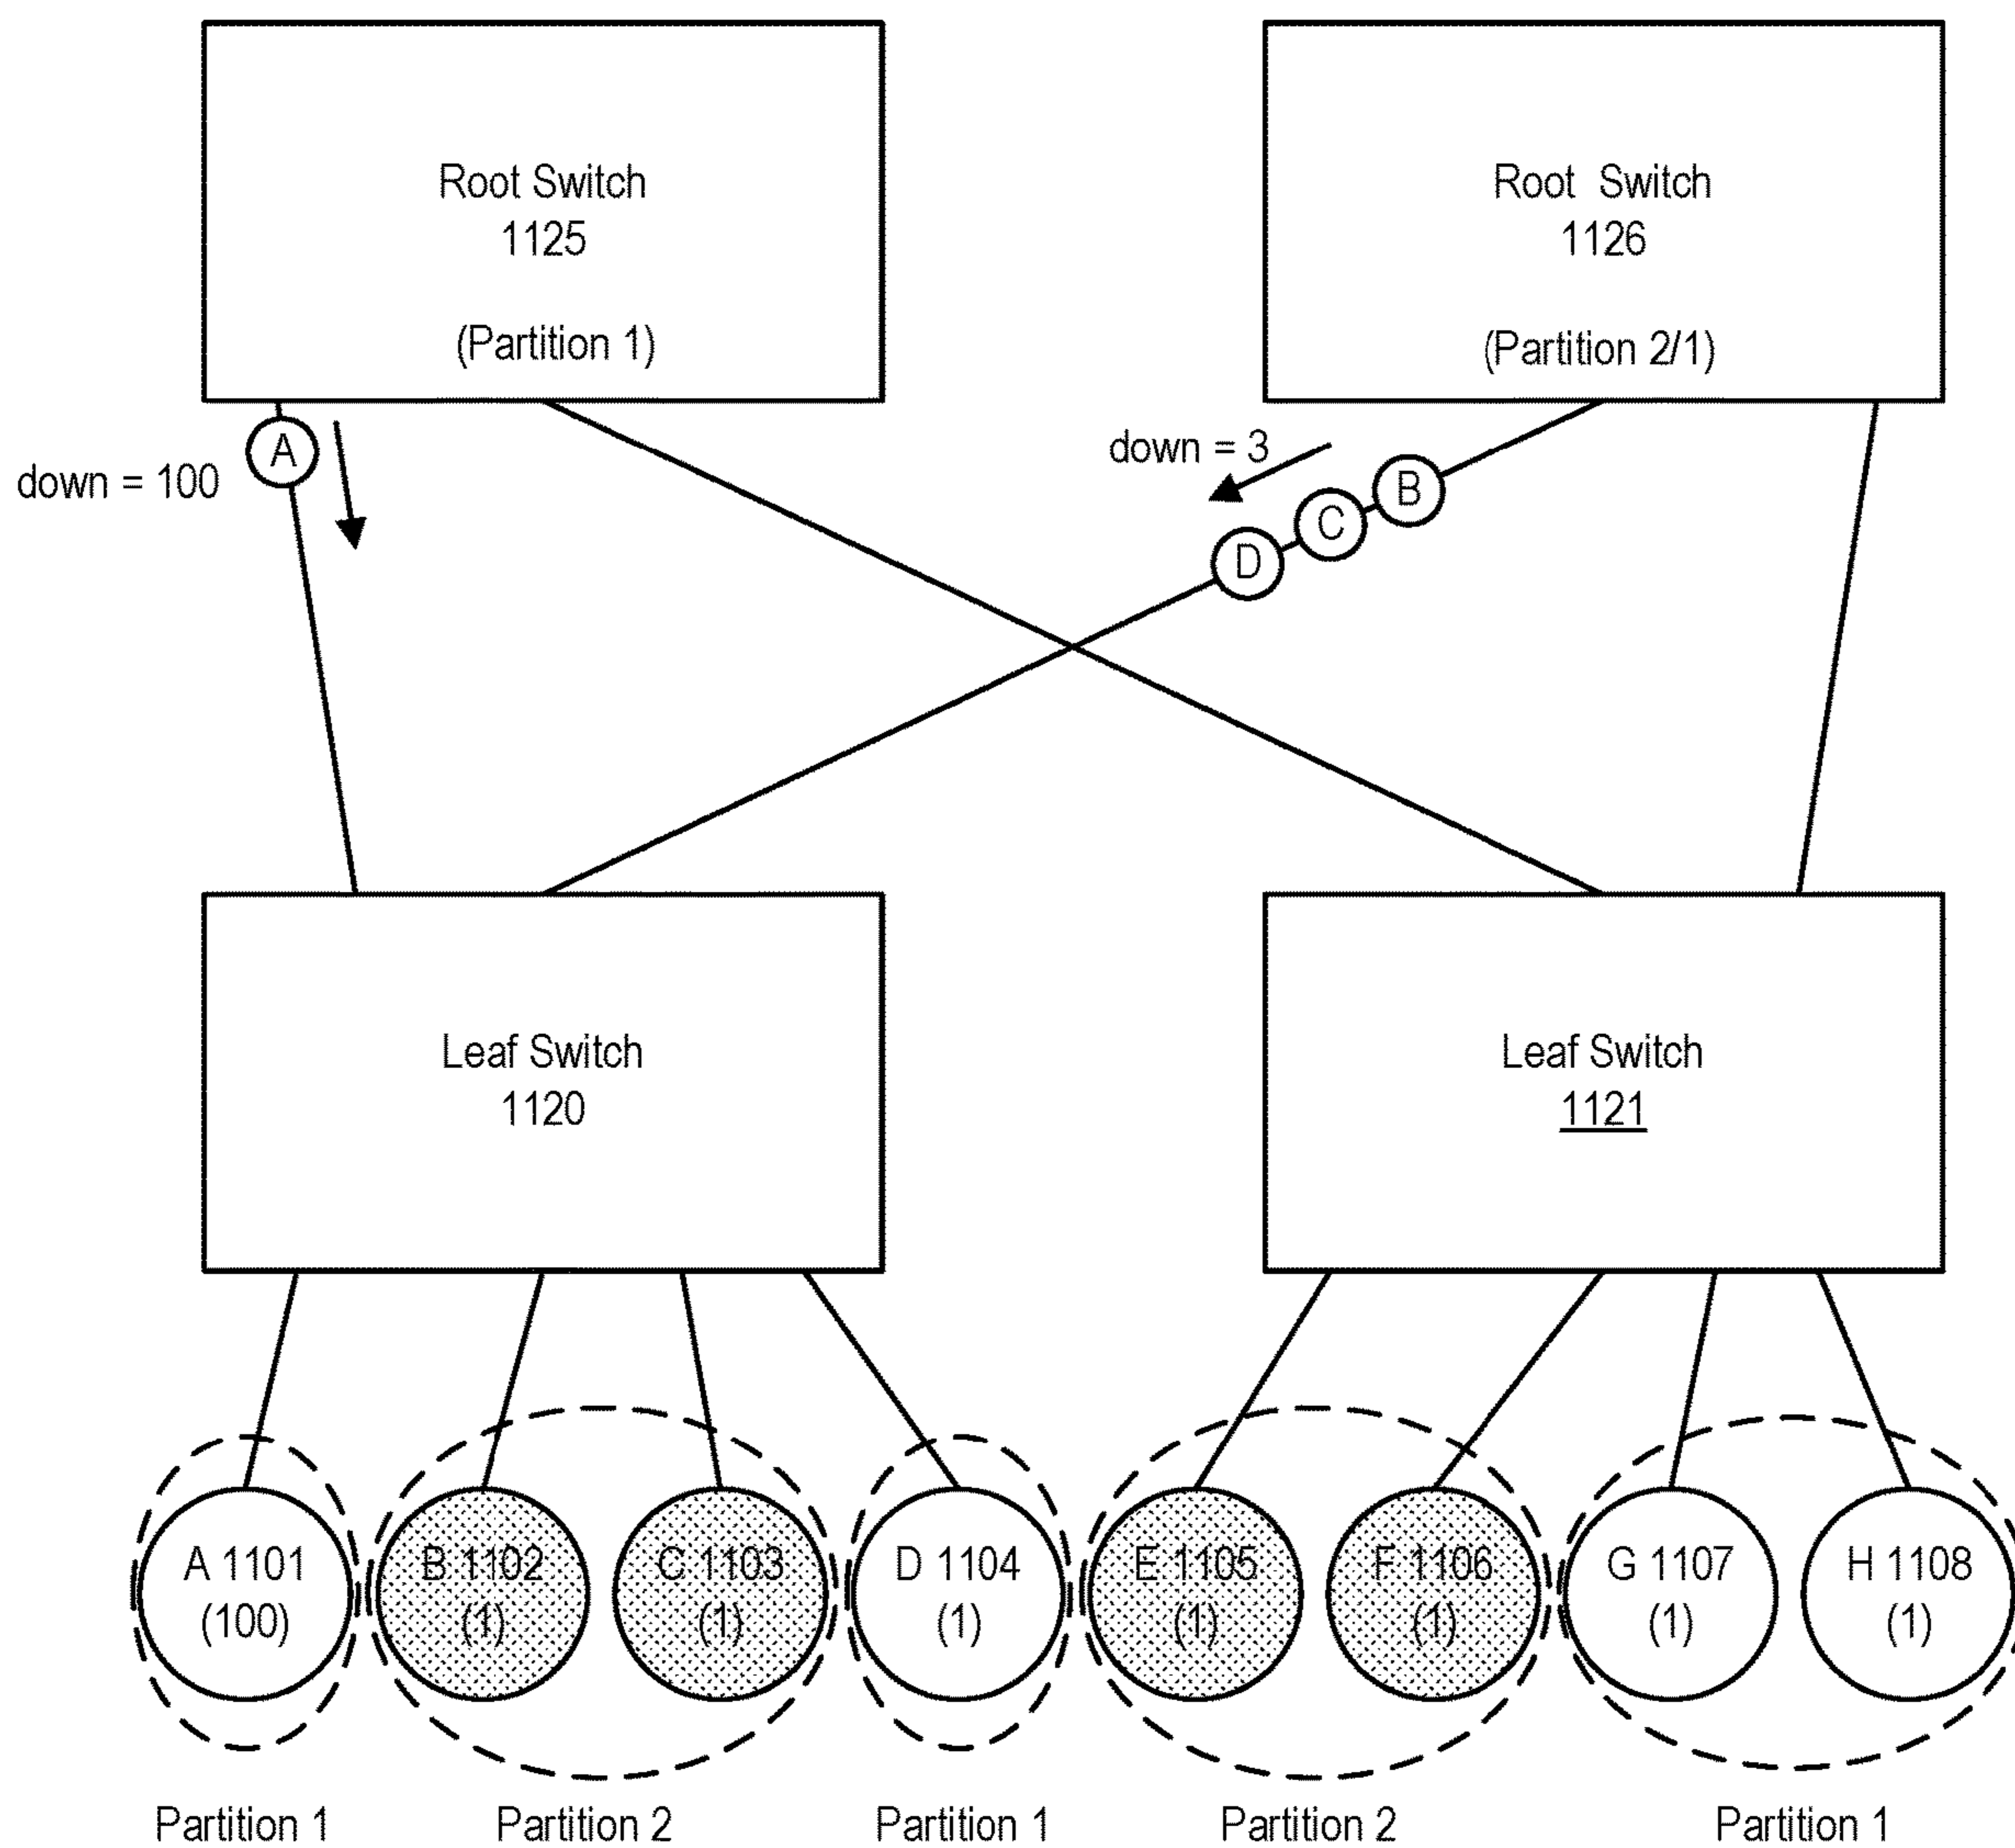 Root Switch
1125
(Partition 1)
Root Switch
1126
(Partition 2/1)
A
down = 100
down = 3
B
C
D
Leaf Switch
1120
Leaf Switch
1121
A 1101
(100)
B 1102
(1)
C 1103
(1)
D 1104
(1)
E 1105
(1)
F 1106
(1)
G 1107
(1)
H 1108
(1)
Partition 1
Partition 2
Partition 1
Partition 2
Partition 1